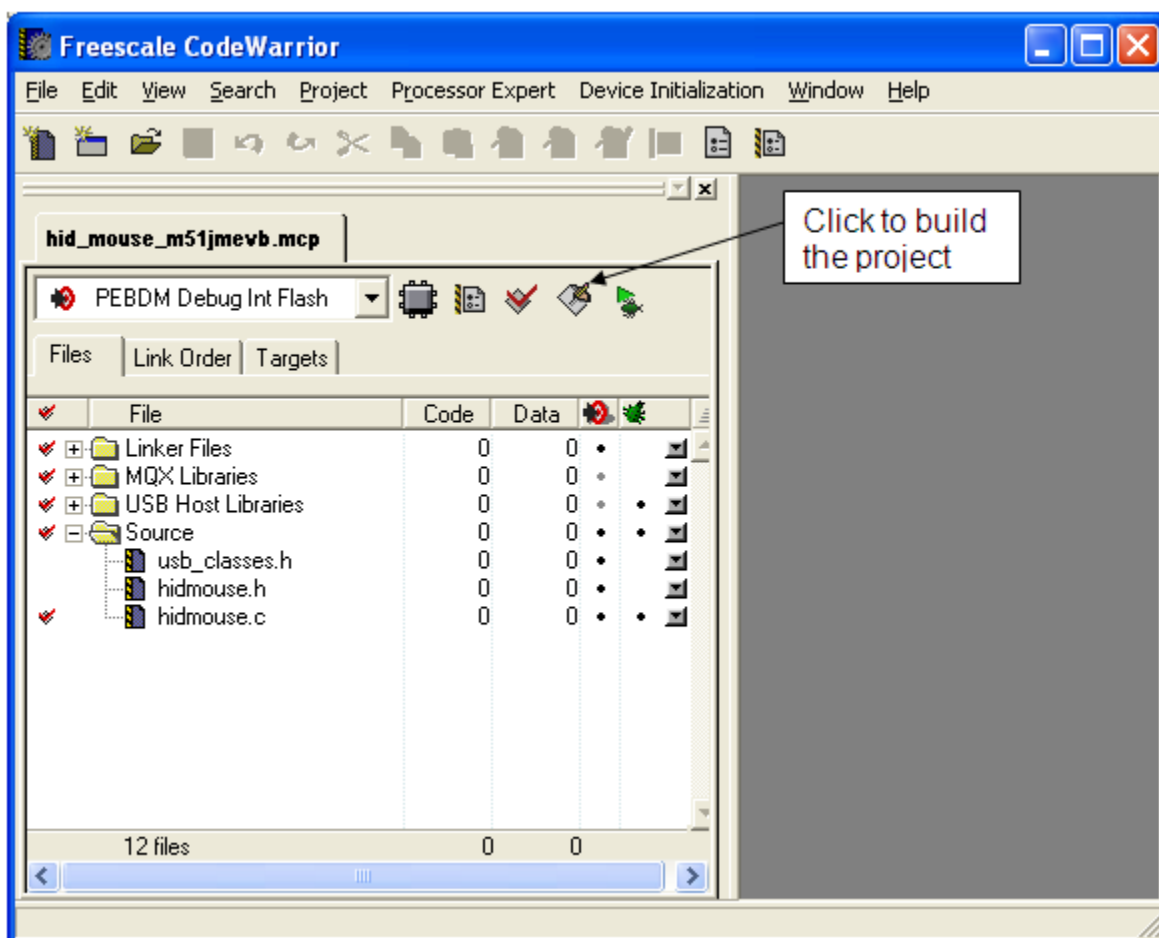 Freescale CodeWarrior
File Edit View Search Project Processor Expert Device Initialization Window Help
Click to build
the project
hid_mouse_m51jmevb.mcp
PEBDM Debug Int Flash
Files Link Order Targets
File Code Data
Linker Files 0 0
MQX Libraries 0 0
USB Host Libraries 0 0
Source 0 0
usb_classes.h 0 0
hidmouse.h 0 0
hidmouse.c 0 0
12 files 0 0